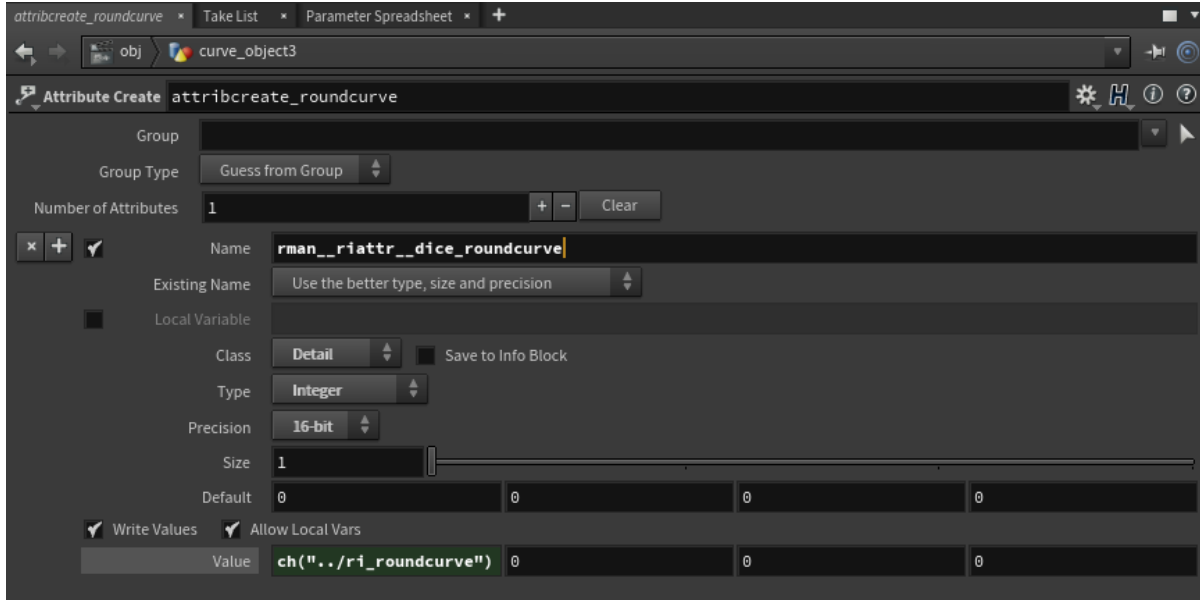 attribcreate_roundcurve × Take List × Parameter Spreadsheet × +
obj curve_object3
Attribute Create attribcreate_roundcurve
Group
Group Type Guess from Group
Number of Attributes 1 + − Clear
× + Name rman__riattr__dice_roundcurve
Existing Name Use the better type, size and precision
Local Variable
Class Detail Save to Info Block
Type Integer
Precision 16-bit
Size 1
Default 0 0 0 0
Write Values Allow Local Vars
Value ch("../ri_roundcurve") 0 0 0